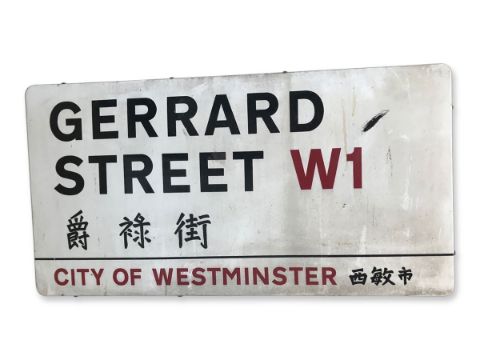 GERRARD
STREET W1
爵祿街
CITY OF WESTMINSTER 西敏市